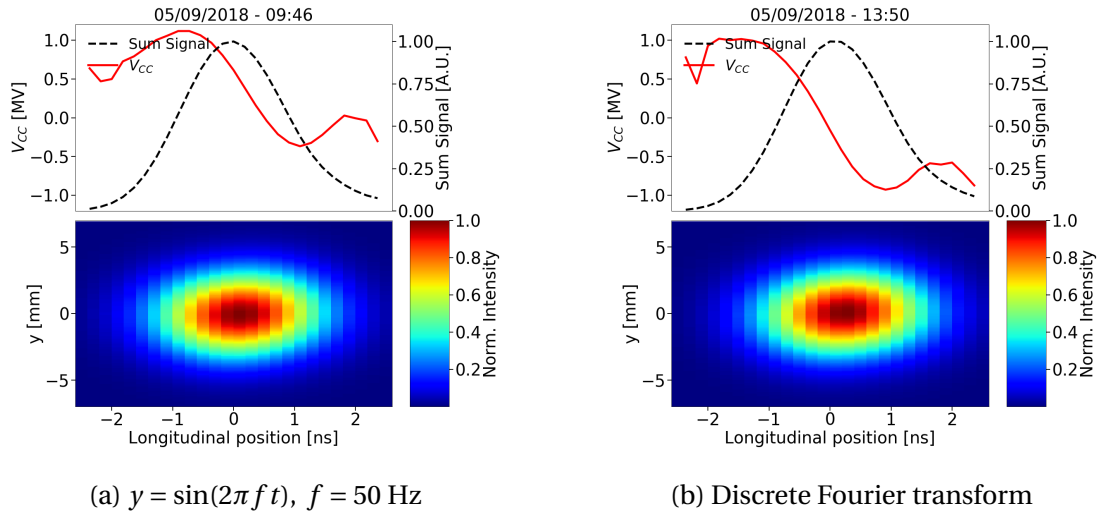 05/09/2018 - 09:46
Sum Signal
V_CC
V_CC [MV]
1.0
0.5
0.0
−0.5
−1.0
1.00
0.75
0.50
0.25
0.00
Sum Signal [A.U.]
y [mm]
5
0
−5
−2 −1 0 1 2
Longitudinal position [ns]
1.0
0.8
0.6
0.4
0.2
Norm. Intensity
05/09/2018 - 13:50
Sum Signal
V_CC
V_CC [MV]
1.0
0.5
0.0
−0.5
−1.0
1.00
0.75
0.50
0.25
0.00
Sum Signal [A.U.]
y [mm]
5
0
−5
−2 −1 0 1 2
Longitudinal position [ns]
1.0
0.8
0.6
0.4
0.2
Norm. Intensity
(a) y = sin(2πft), f = 50 Hz
(b) Discrete Fourier transform